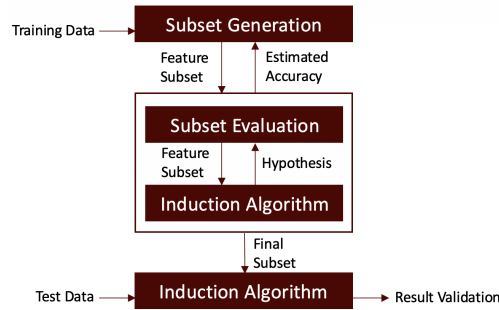 Subset Generation
Training Data
Feature
Subset
Estimated
Accuracy
Subset Evaluation
Feature
Subset
Hypothesis
Induction Algorithm
Final
Subset
Test Data
Induction Algorithm
Result Validation